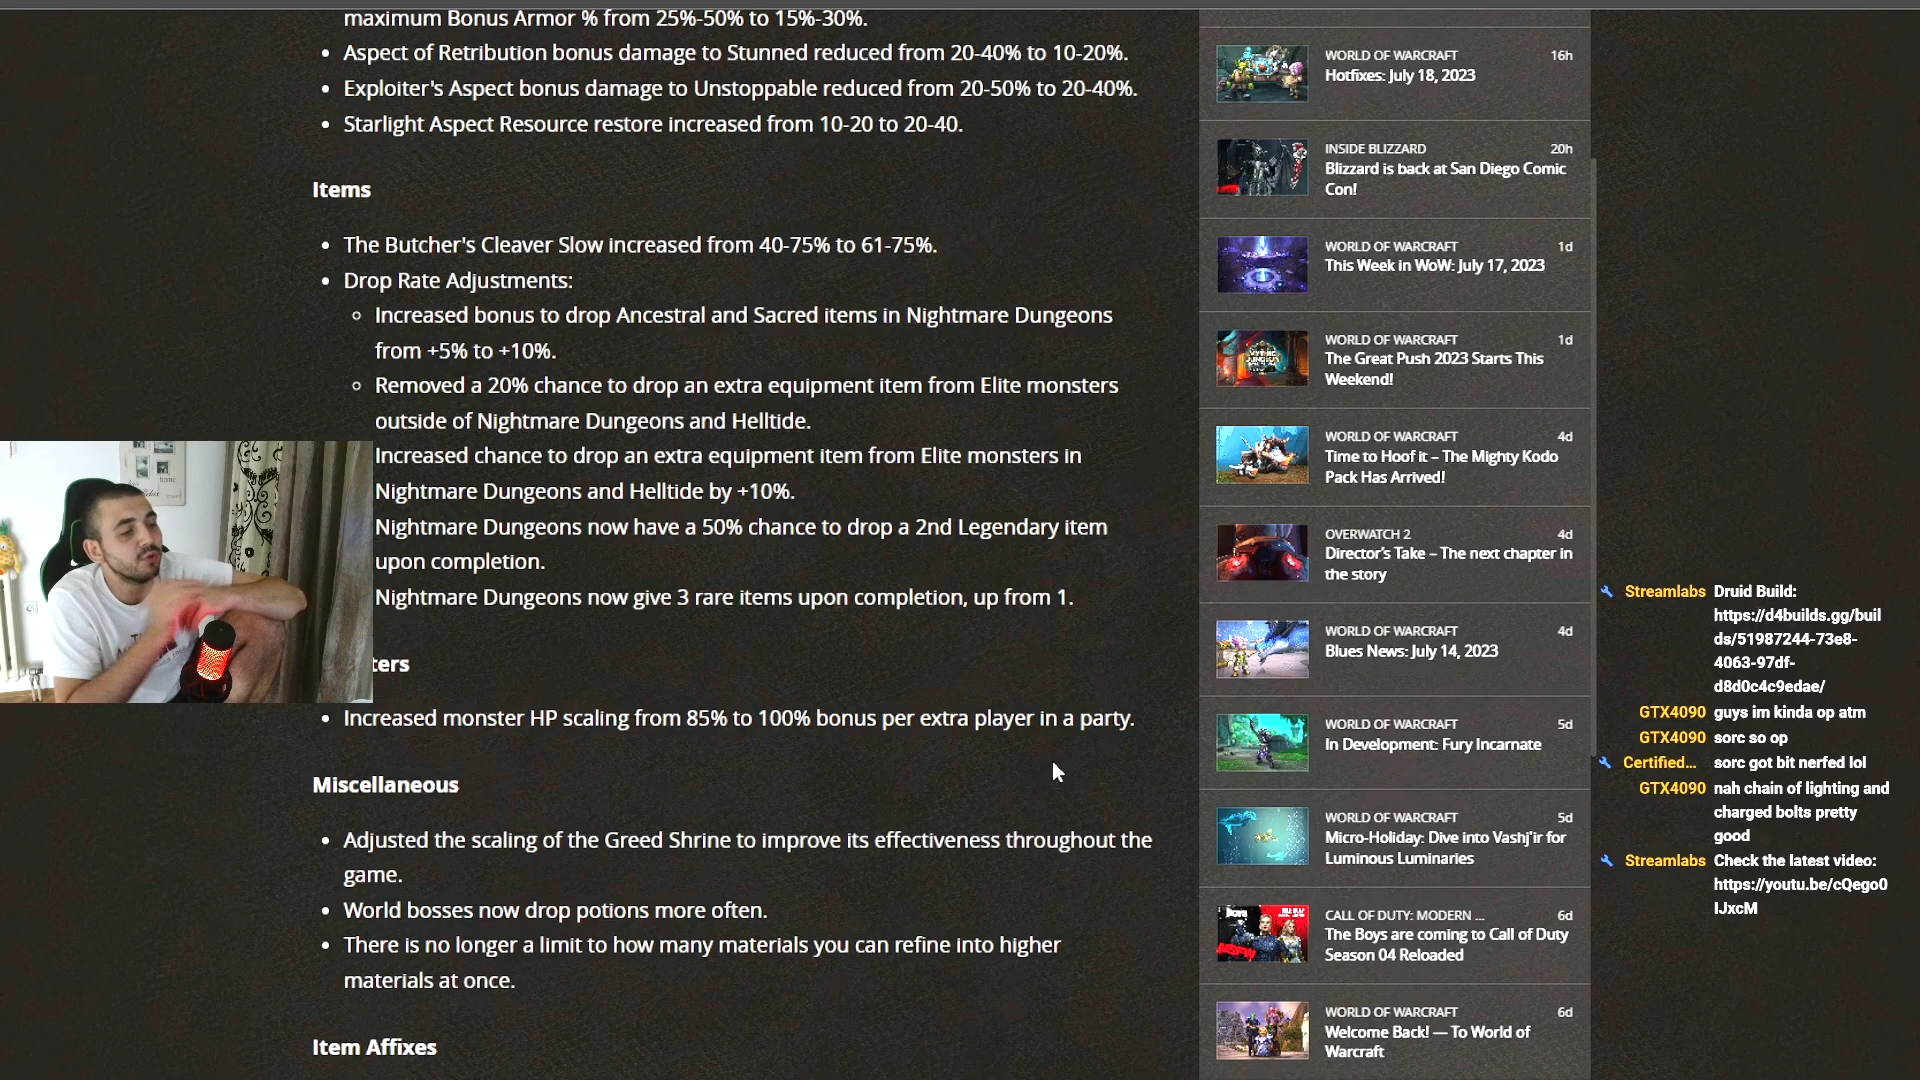 maximum Bonus Armor % from 25%-50% to 15%-30%.
• Aspect of Retribution bonus damage to Stunned reduced from 20-40% to 10-20%.
• Exploiter's Aspect bonus damage to Unstoppable reduced from 20-50% to 20-40%.
• Starlight Aspect Resource restore increased from 10-20 to 20-40.
Items
• The Butcher's Cleaver Slow increased from 40-75% to 61-75%.
• Drop Rate Adjustments:
◦ Increased bonus to drop Ancestral and Sacred items in Nightmare Dungeons
from +5% to +10%.
◦ Removed a 20% chance to drop an extra equipment item from Elite monsters
outside of Nightmare Dungeons and Helltide.
Increased chance to drop an extra equipment item from Elite monsters in
Nightmare Dungeons and Helltide by +10%.
Nightmare Dungeons now have a 50% chance to drop a 2nd Legendary item
upon completion.
Nightmare Dungeons now give 3 rare items upon completion, up from 1.
ters
• Increased monster HP scaling from 85% to 100% bonus per extra player in a party.
Miscellaneous
• Adjusted the scaling of the Greed Shrine to improve its effectiveness throughout the
game.
• World bosses now drop potions more often.
• There is no longer a limit to how many materials you can refine into higher
materials at once.
Item Affixes
WORLD OF WARCRAFT 16h
Hotfixes: July 18, 2023
INSIDE BLIZZARD 20h
Blizzard is back at San Diego Comic
Con!
WORLD OF WARCRAFT 1d
This Week in WoW: July 17, 2023
WORLD OF WARCRAFT 1d
The Great Push 2023 Starts This
Weekend!
WORLD OF WARCRAFT 4d
Time to Hoof it – The Mighty Kodo
Pack Has Arrived!
OVERWATCH 2 4d
Director's Take – The next chapter in
the story
WORLD OF WARCRAFT 4d
Blues News: July 14, 2023
WORLD OF WARCRAFT 5d
In Development: Fury Incarnate
WORLD OF WARCRAFT 5d
Micro-Holiday: Dive into Vashj'ir for
Luminous Luminaries
CALL OF DUTY: MODERN ... 6d
The Boys are coming to Call of Duty
Season 04 Reloaded
WORLD OF WARCRAFT 6d
Welcome Back! — To World of
Warcraft
Streamlabs Druid Build:
https://d4builds.gg/buil
ds/51987244-73e8-
4063-97df-
d8d0c4c9edae/
GTX4090 guys im kinda op atm
GTX4090 sorc so op
Certified... sorc got bit nerfed lol
GTX4090 nah chain of lighting and
charged bolts pretty
good
Streamlabs Check the latest video:
https://youtu.be/cQego0
IJxcM
home